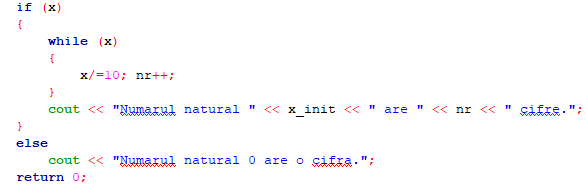 if (x)
{
while (x)
{
x/=10; nr++;
}
cout << "Numarul natural " << x_init << " are " << nr << " cifre.";
}
else
cout << "Numarul natural 0 are o cifra.";
return 0;